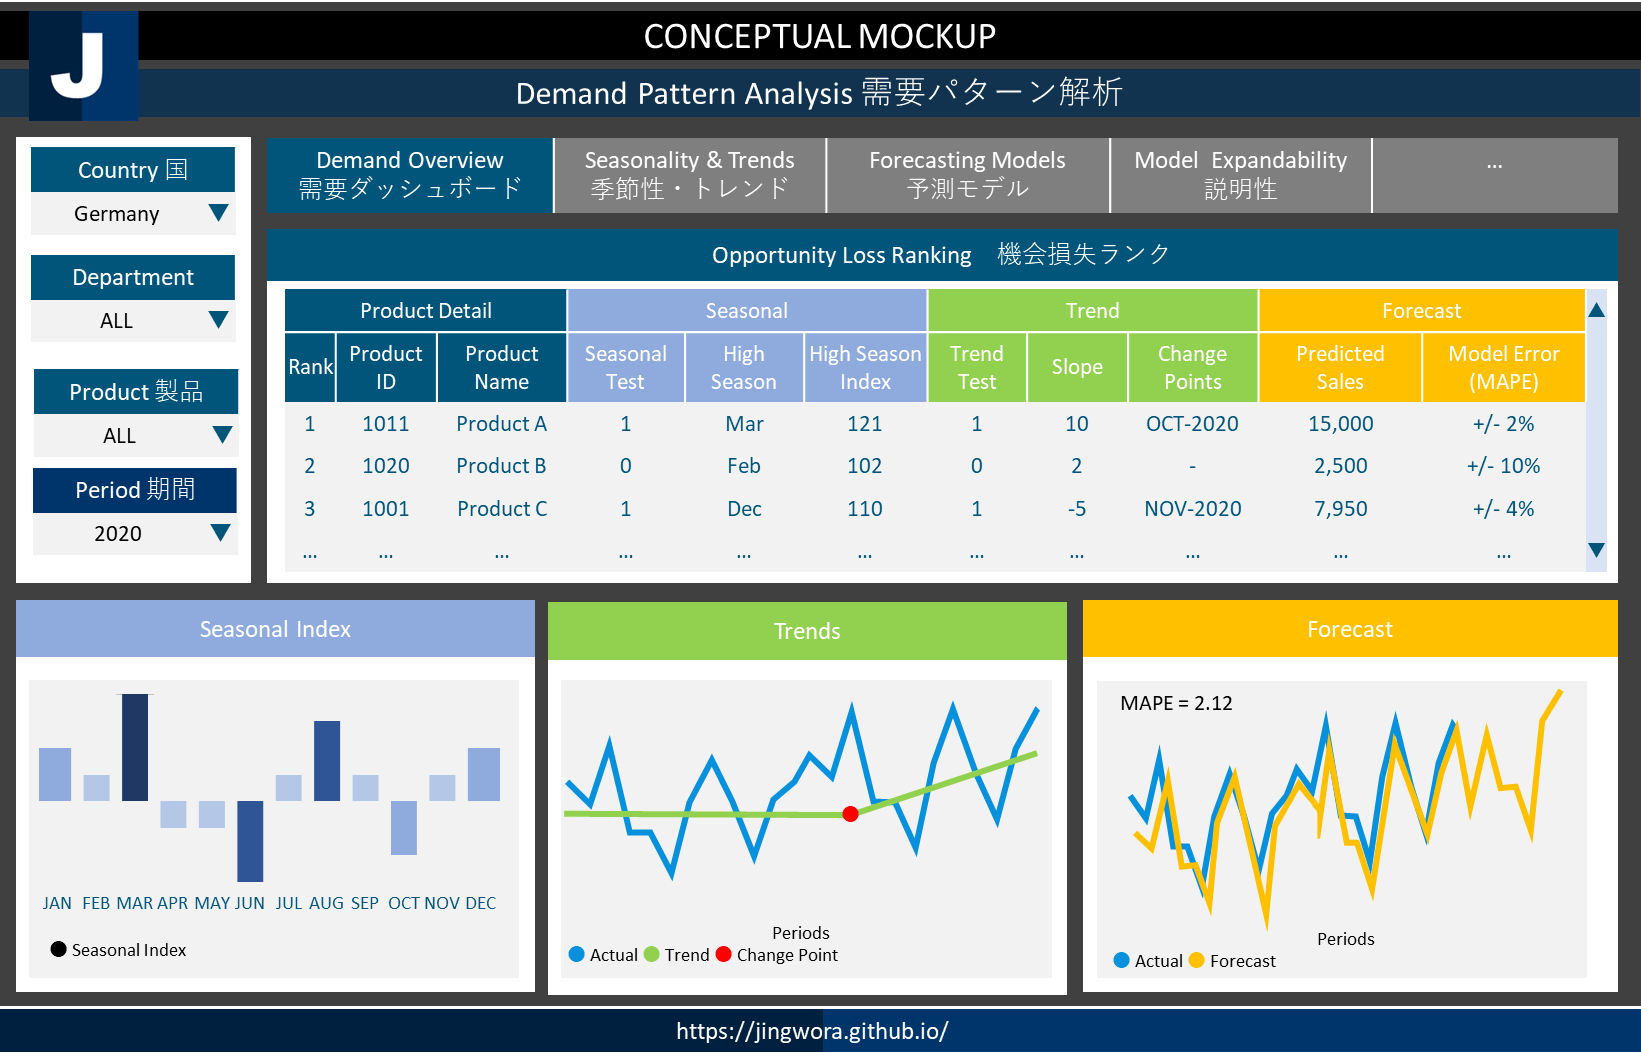 CONCEPTUAL MOCKUP
J
Demand Pattern Analysis 需要パターン解析
Country 国
Germany
Department
ALL
Product 製品
ALL
Period 期間
2020
Demand Overview
需要ダッシュボード
Seasonality & Trends
季節性・トレンド
Forecasting Models
予測モデル
Model Expandability
説明性
...
Opportunity Loss Ranking 機会損失ランク
Product Detail Seasonal Trend Forecast
Rank Product ID Product Name Seasonal Test High Season High Season Index Trend Test Slope Change Points Predicted Sales Model Error (MAPE)
1 1011 Product A 1 Mar 121 1 10 OCT-2020 15,000 +/- 2%
2 1020 Product B 0 Feb 102 0 2 - 2,500 +/- 10%
3 1001 Product C 1 Dec 110 1 -5 NOV-2020 7,950 +/- 4%
... ... ... ... ... ... ... ... ... ... ...
Seasonal Index
JAN FEB MAR APR MAY JUN JUL AUG SEP OCT NOV DEC
Seasonal Index
Trends
Periods
Actual Trend Change Point
Forecast
MAPE = 2.12
Periods
Actual Forecast
https://jingwora.github.io/